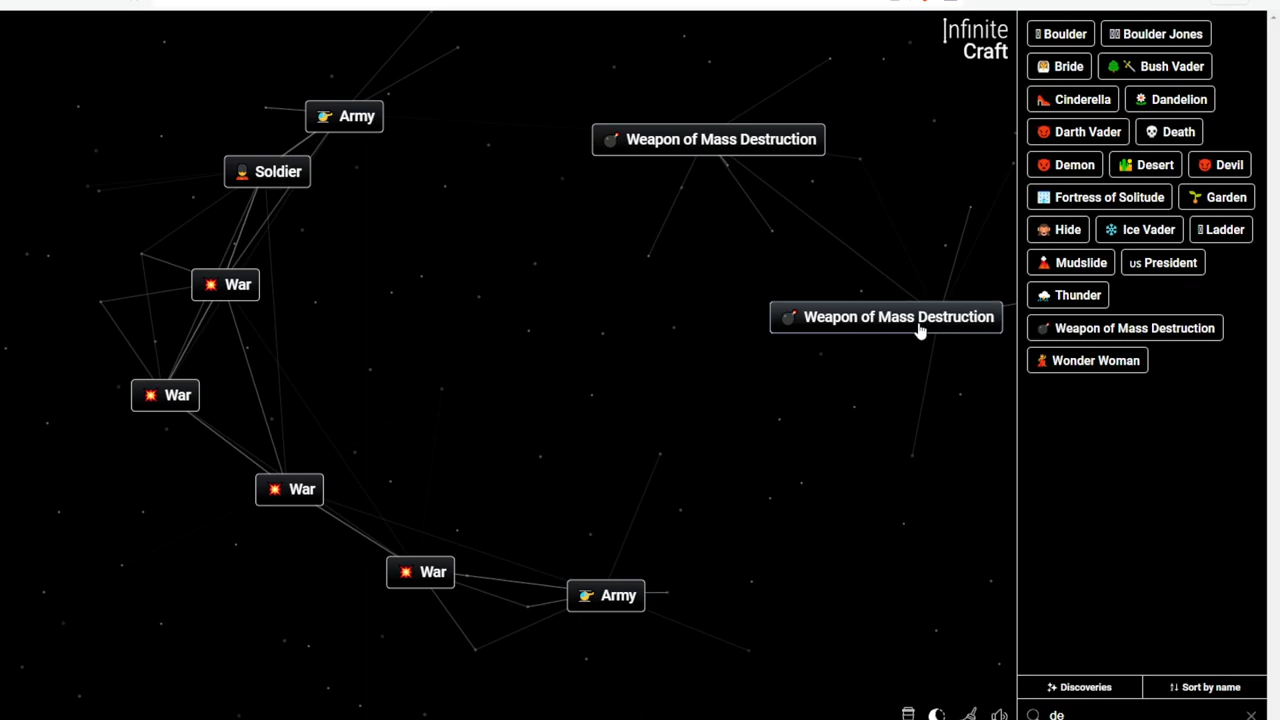 Infinite
Craft
Army
Weapon of Mass Destruction
Soldier
War
Weapon of Mass Destruction
War
War
War
Army
Boulder
Boulder Jones
Bride
Bush Vader
Cinderella
Dandelion
Darth Vader
Death
Demon
Desert
Devil
Fortress of Solitude
Garden
Hide
Ice Vader
Ladder
Mudslide
us President
Thunder
Weapon of Mass Destruction
Wonder Woman
Discoveries
Sort by name
de